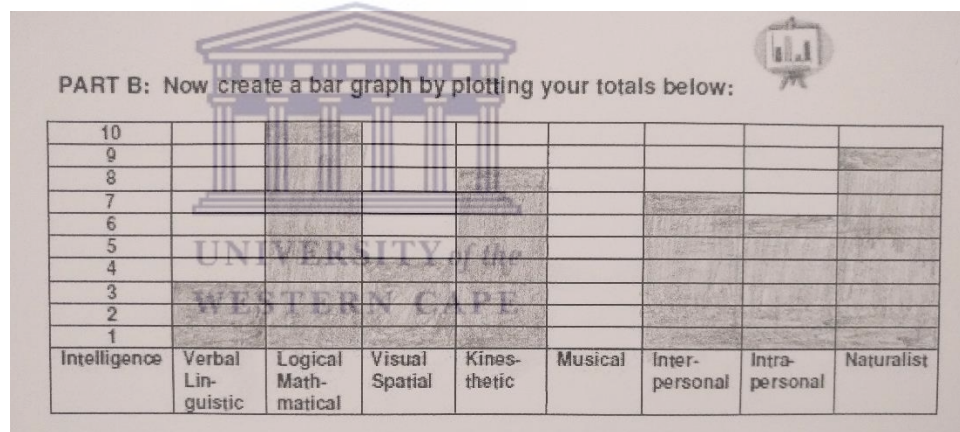 PART B: Now create a bar graph by plotting your totals below:
10
9
8
7
6
5
4
3
2
1
UNIVERSITY of the
WESTERN CAPE
Intelligence Verbal Logical Visual Kines- Musical Inter- Intra- Naturalist
Lin- Math- Spatial thetic personal personal
guistic matical